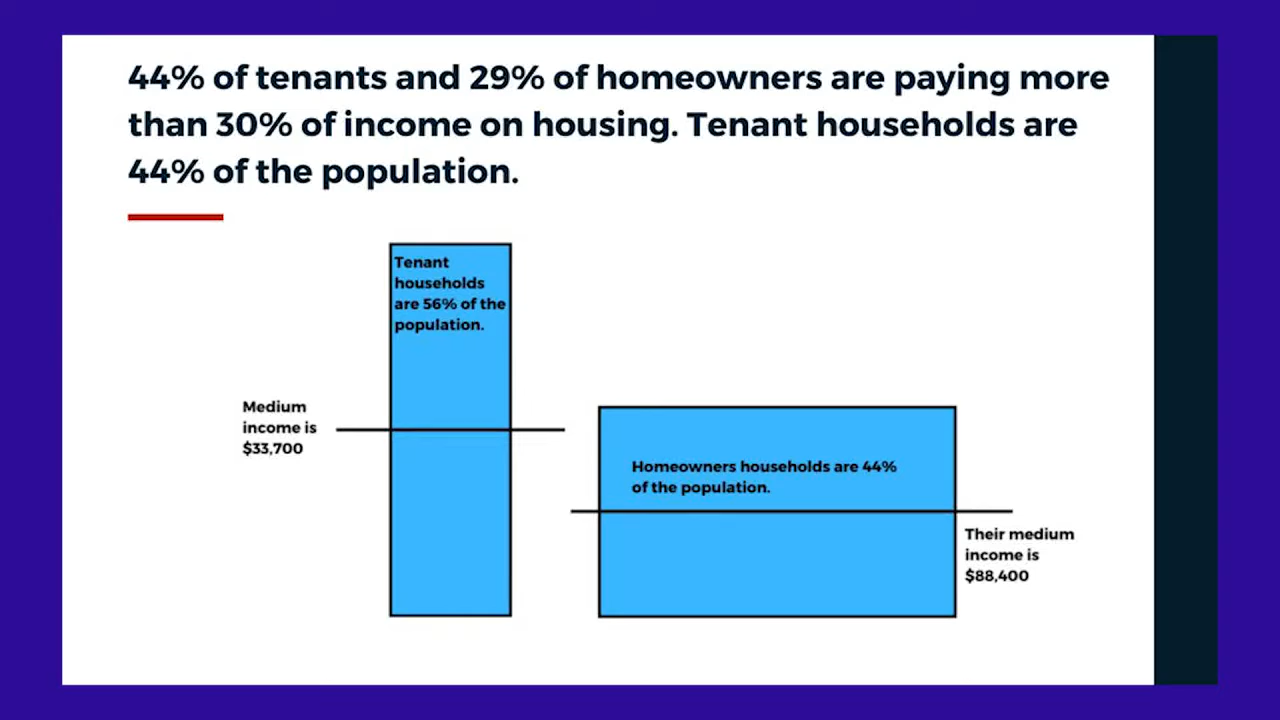 44% of tenants and 29% of homeowners are paying more
than 30% of income on housing. Tenant households are
44% of the population.
Tenant
households
are 56% of the
population.
Medium
income is
$33,700
Homeowners households are 44%
of the population.
Their medium
income is
$88,400